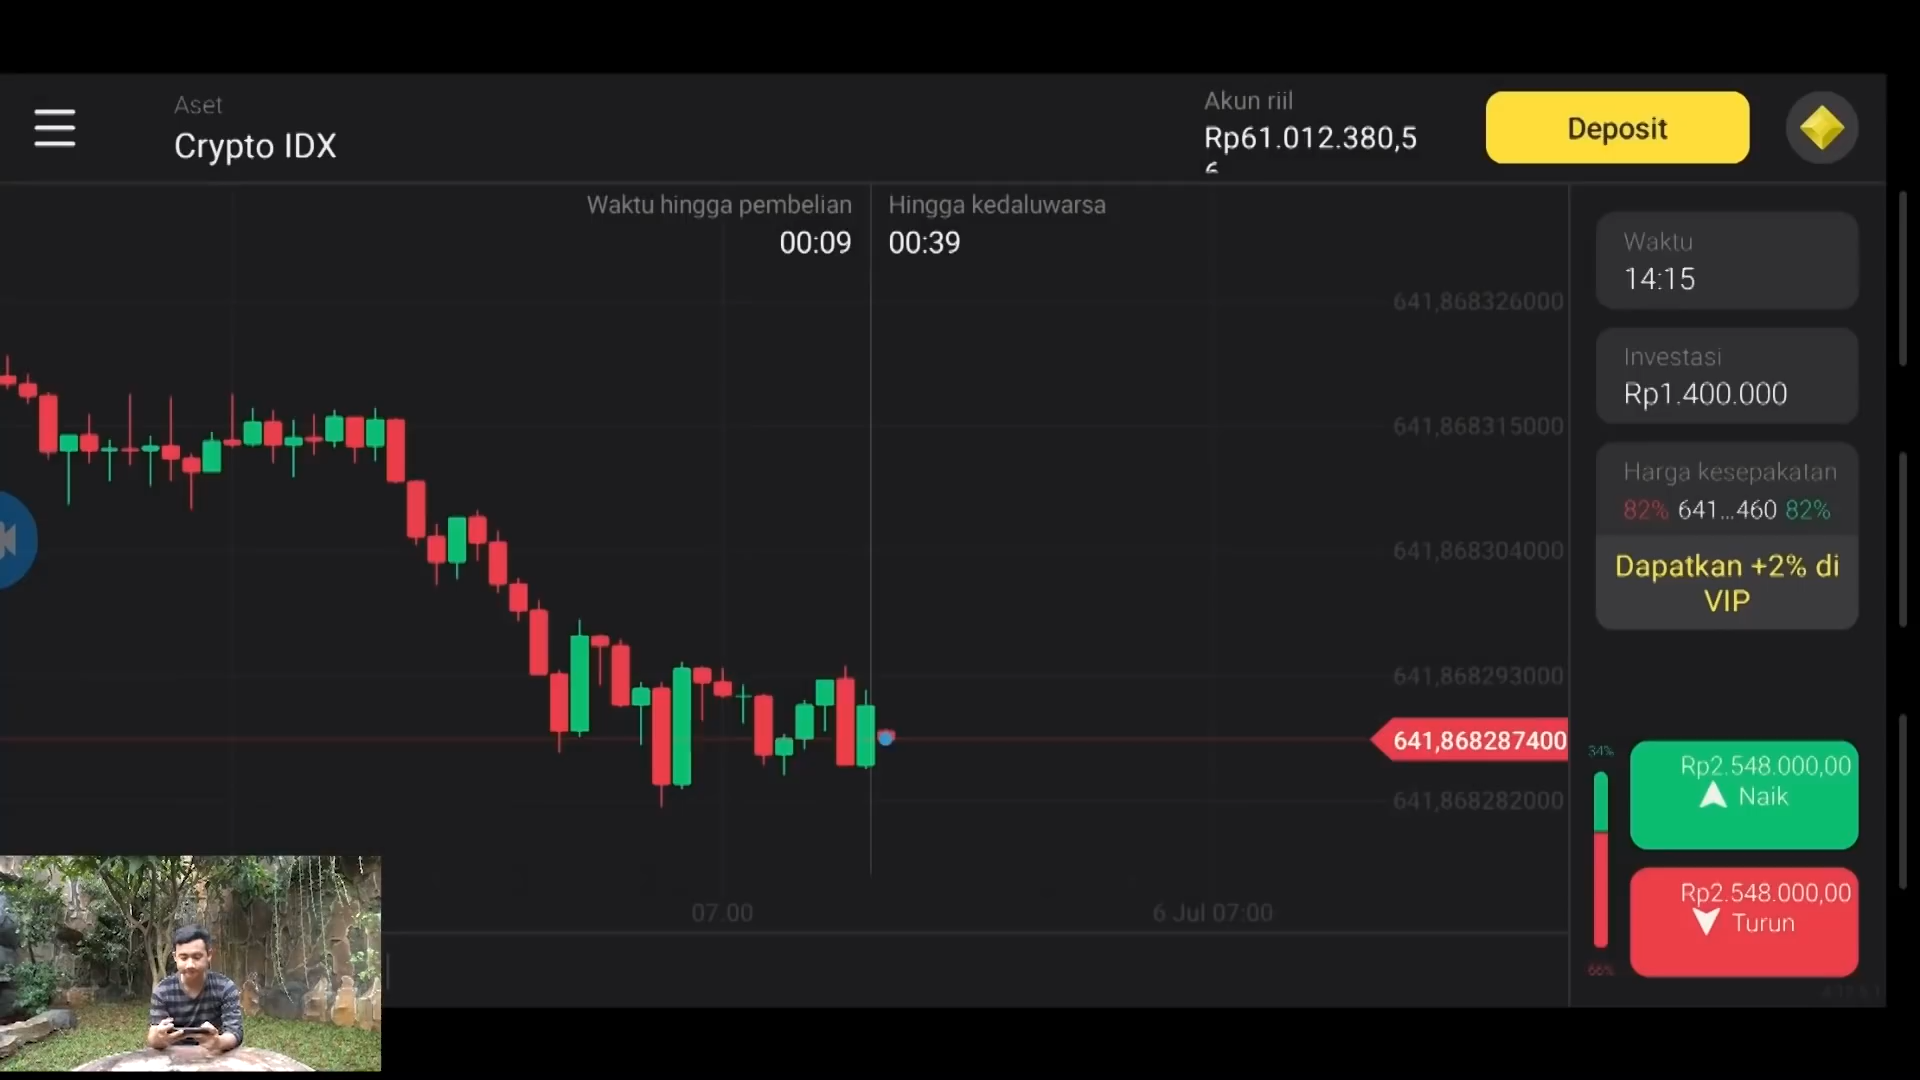 Aset
Crypto IDX
Akun riil
Rp61.012.380,5
Deposit
Waktu hingga pembelian
00:09
Hingga kedaluwarsa
00:39
641,868326000
641,868315000
641,868304000
641,868293000
641,868287400
641,868282000
07.00
6 Jul 07:00
Waktu
14:15
Investasi
Rp1.400.000
Harga kesepakatan
82% 641...460 82%
Dapatkan +2% di
VIP
34%
Rp2.548.000,00
Naik
Rp2.548.000,00
Turun
66%